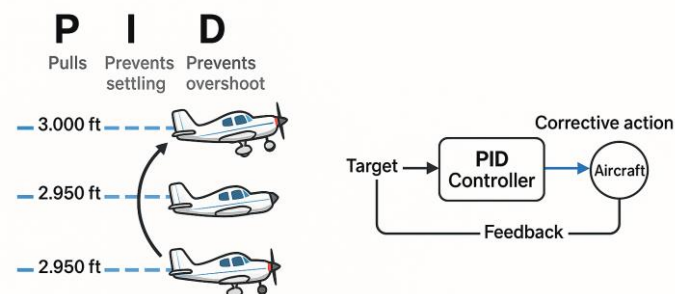 P I D
Pulls Prevents settling Prevents overshoot
3.000 ft
2.950 ft
2.950 ft
Corrective action
Target
PID
Controller
Aircraft
Feedback